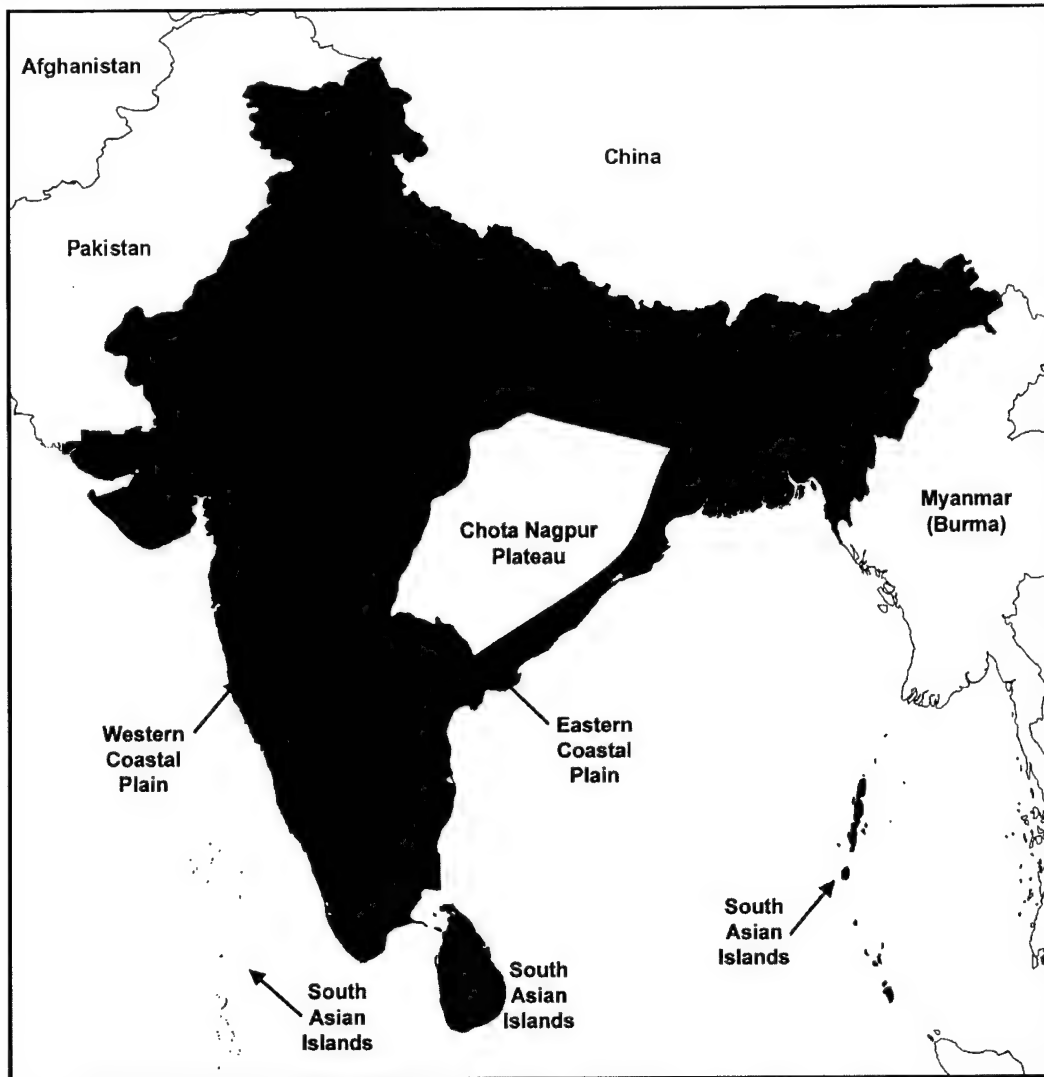 Afghanistan
China
Pakistan
Chota Nagpur
Plateau
Myanmar
(Burma)
Western
Coastal
Plain
Eastern
Coastal
Plain
South
Asian
Islands
South
Asian
Islands
South
Asian
Islands